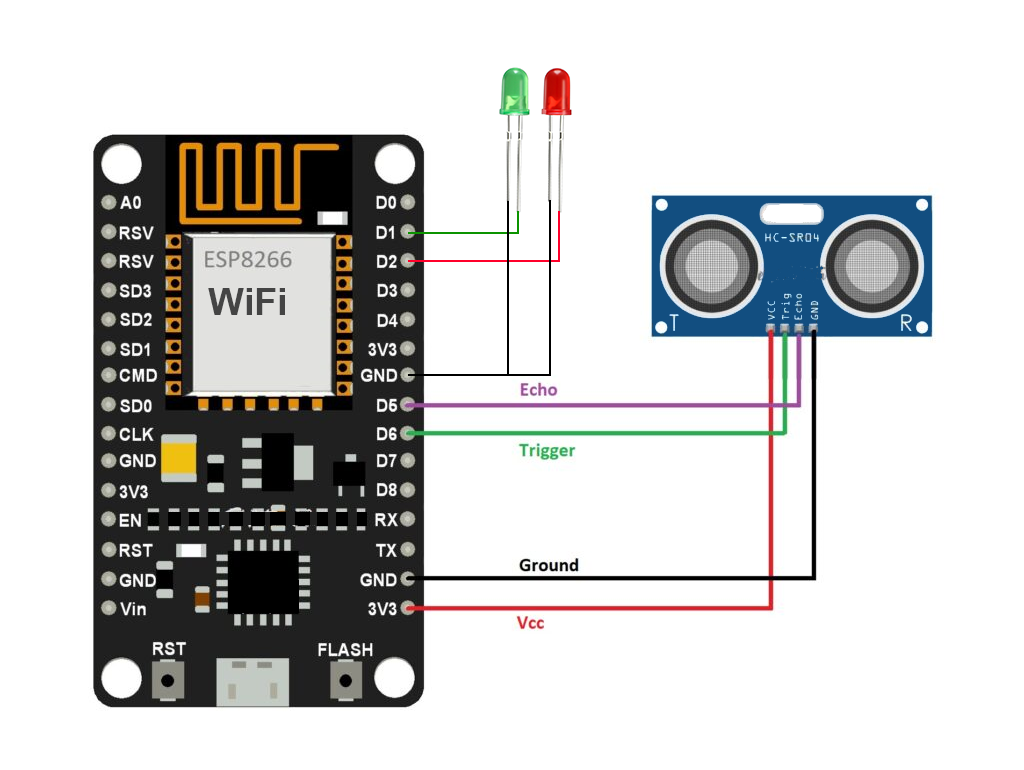 A0
RSV
RSV
SD3
SD2
SD1
CMD
SD0
CLK
GND
3V3
EN
RST
GND
Vin
ESP8266
WiFi
D0
D1
D2
D3
D4
3V3
GND
D5
D6
D7
D8
RX
TX
GND
3V3
RST
FLASH
Echo
Trigger
Ground
Vcc
HC-SR04
VCC
Trig
Echo
GND
T
R